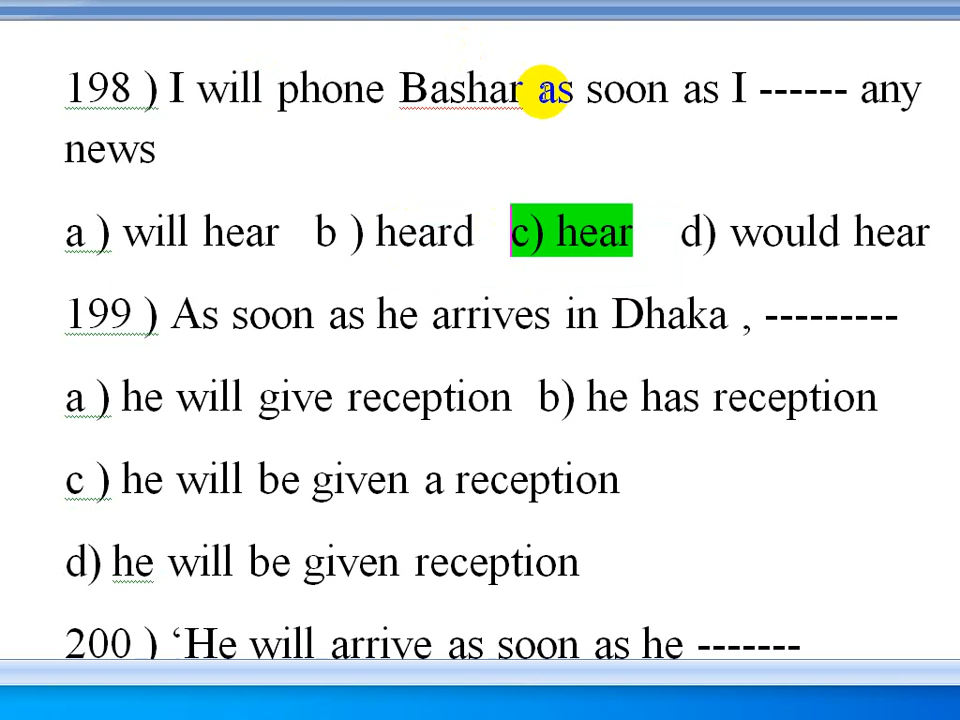 198 ) I will phone Bashar as soon as I ------ any
news
a ) will hear b ) heard c) hear d) would hear
199 ) As soon as he arrives in Dhaka , ---------
a ) he will give reception b) he has reception
c ) he will be given a reception
d) he will be given reception
200 ) ‘He will arrive as soon as he -------